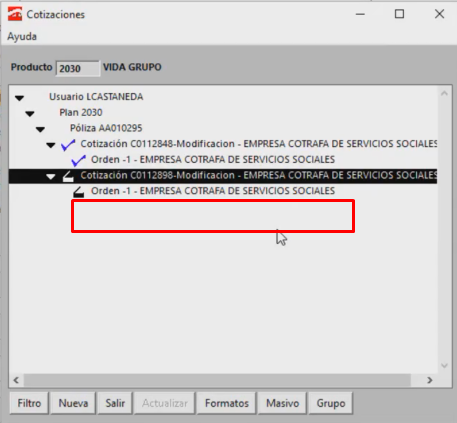 Cotizaciones
Ayuda
Producto 2030 VIDA GRUPO
Usuario LCASTANEDA
Plan 2030
Póliza AA010295
Cotización C0112848-Modificacion - EMPRESA COTRAFA DE SERVICIOS SOCIALES
Orden -1 - EMPRESA COTRAFA DE SERVICIOS SOCIALES
Cotización C0112898-Modificacion - EMPRESA COTRAFA DE SERVICIOS SOCIALES
Orden -1 - EMPRESA COTRAFA DE SERVICIOS SOCIALES
Filtro Nueva Salir Actualizar Formatos Masivo Grupo